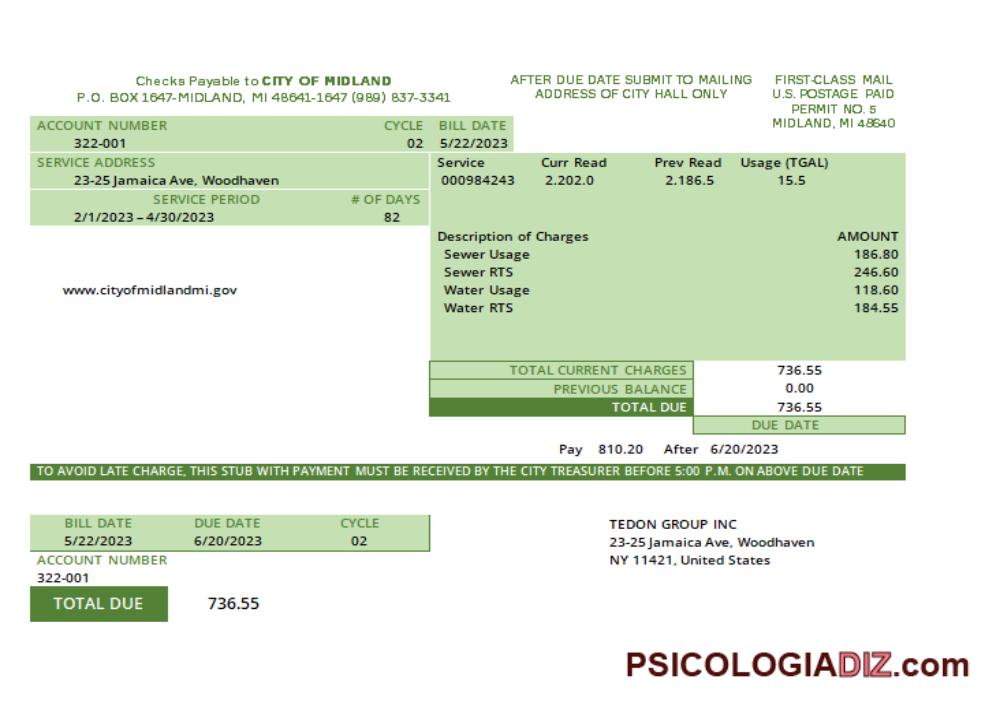 Checks Payable to CITY OF MIDLAND
P.O. BOX 1647-MIDLAND, MI 48641-1647 (989) 837-3341
AFTER DUE DATE SUBMIT TO MAILING
ADDRESS OF CITY HALL ONLY
FIRST-CLASS MAIL
U.S. POSTAGE PAID
PERMIT NO. 5
MIDLAND, MI 48640
ACCOUNT NUMBER CYCLE BILL DATE
322-001 02 5/22/2023
SERVICE ADDRESS
23-25 Jamaica Ave, Woodhaven
SERVICE PERIOD # OF DAYS
2/1/2023 – 4/30/2023 82
Service Curr Read Prev Read Usage (TGAL)
000984243 2.202.0 2.186.5 15.5
Description of Charges AMOUNT
Sewer Usage 186.80
Sewer RTS 246.60
Water Usage 118.60
Water RTS 184.55
www.cityofmidlandmi.gov
TOTAL CURRENT CHARGES 736.55
PREVIOUS BALANCE 0.00
TOTAL DUE 736.55
DUE DATE
Pay 810.20 After 6/20/2023
TO AVOID LATE CHARGE, THIS STUB WITH PAYMENT MUST BE RECEIVED BY THE CITY TREASURER BEFORE 5:00 P.M. ON ABOVE DUE DATE
BILL DATE DUE DATE CYCLE
5/22/2023 6/20/2023 02
ACCOUNT NUMBER
322-001
TOTAL DUE 736.55
TEDON GROUP INC
23-25 Jamaica Ave, Woodhaven
NY 11421, United States
PSICOLOGIADIZ.com